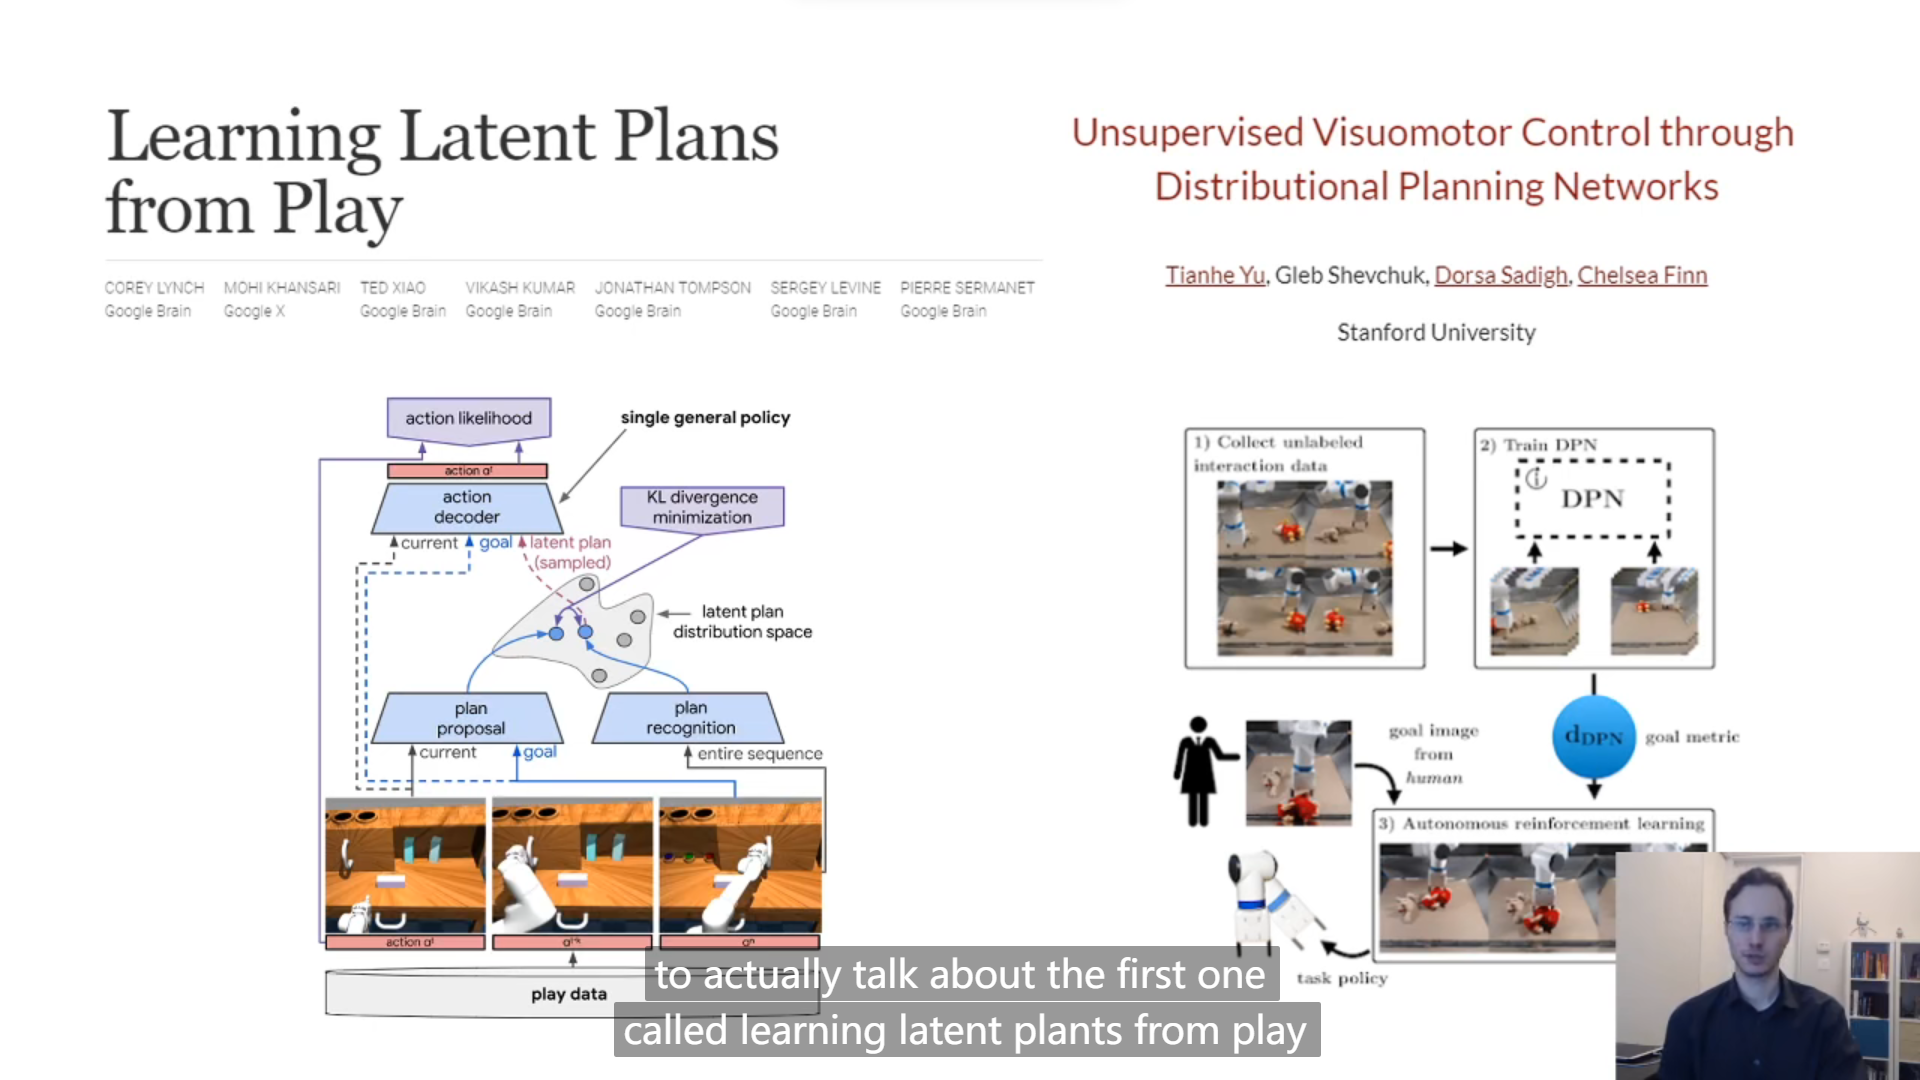 Learning Latent Plans
from Play
COREY LYNCH MOHI KHANSARI TED XIAO VIKASH KUMAR JONATHAN TOMPSON SERGEY LEVINE PIERRE SERMANET
Google Brain Google X Google Brain Google Brain Google Brain Google Brain Google Brain
action likelihood
single general policy
action aᵗ
action
decoder
KL divergence
minimization
current goal latent plan
(sampled)
latent plan
distribution space
plan
proposal
plan
recognition
current goal entire sequence
action aᵗ
play data
Unsupervised Visuomotor Control through
Distributional Planning Networks
Tianhe Yu, Gleb Shevchuk, Dorsa Sadigh, Chelsea Finn
Stanford University
1) Collect unlabeled
interaction data
2) Train DPN
i
DPN
goal image
from
human
dDPN
goal metric
3) Autonomous reinforcement learning
task policy
to actually talk about the first one
called learning latent plants from play